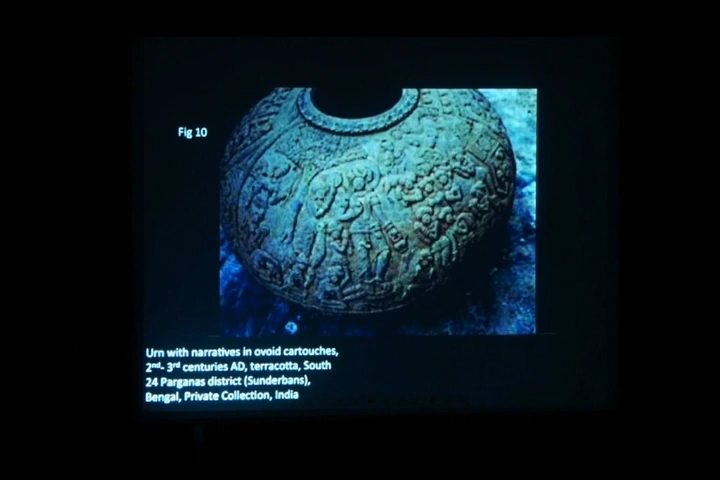 Fig 10
Urn with narratives in ovoid cartouches,
2nd- 3rd centuries AD, terracotta, South
24 Parganas district (Sunderbans),
Bengal, Private Collection, India